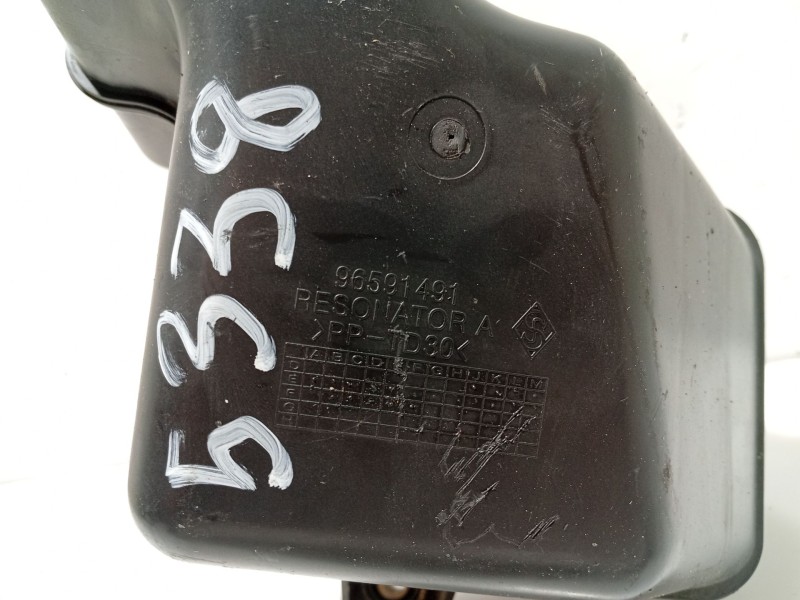 5338
96591491
RESONATOR A
>PP-TD30<
S
A B C D E F G H I J K L M